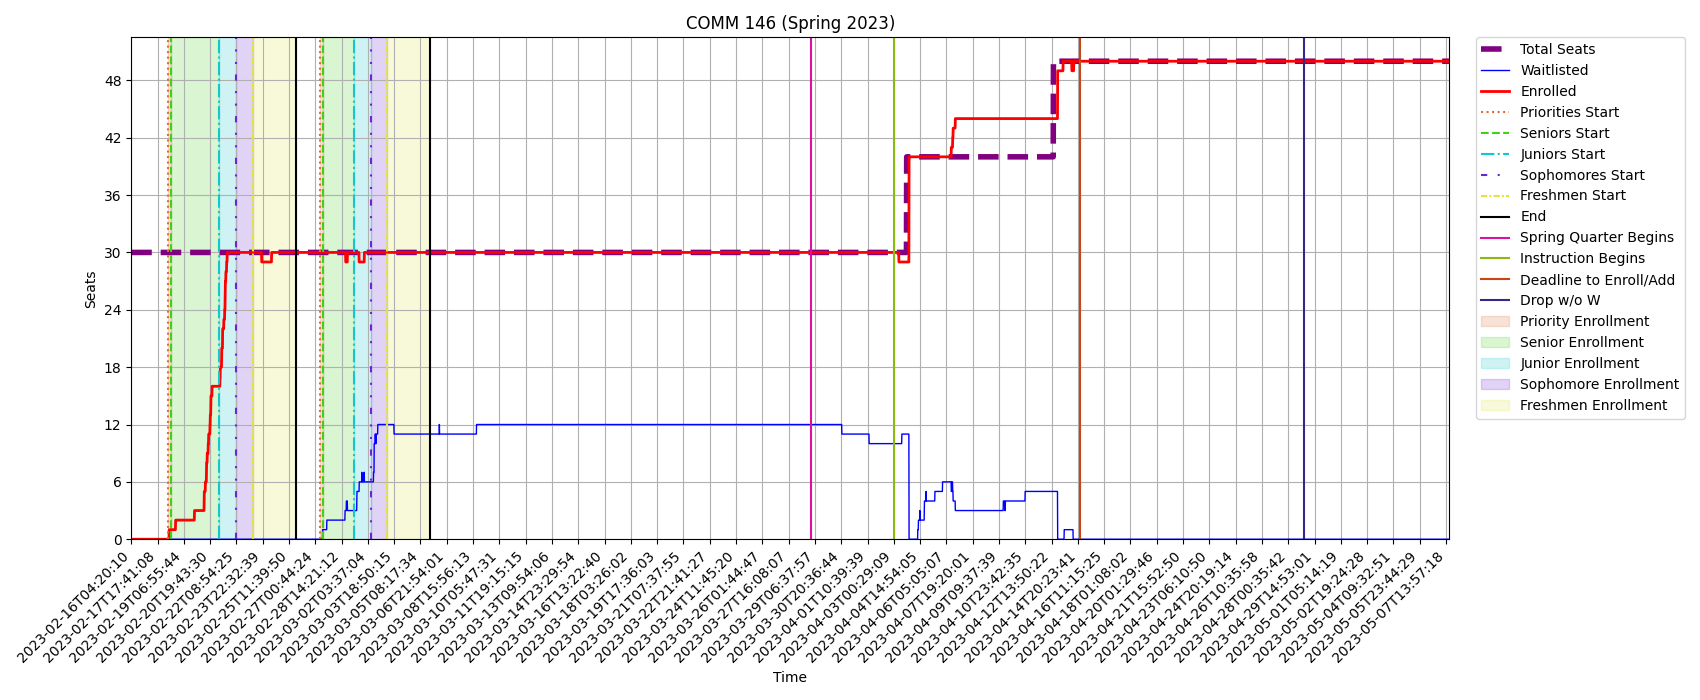 COMM 146 (Spring 2023)
Seats
48
42
36
30
24
18
12
6
0
2023-02-16T04:20:10
2023-02-17T17:41:08
2023-02-19T06:55:44
2023-02-20T19:43:30
2023-02-22T08:54:25
2023-02-23T22:32:39
2023-02-25T11:39:50
2023-02-27T00:44:24
2023-02-28T14:21:12
2023-03-02T03:37:04
2023-03-03T18:50:15
2023-03-05T08:17:34
2023-03-06T21:54:01
2023-03-08T15:56:13
2023-03-10T05:47:31
2023-03-11T19:15:15
2023-03-13T09:54:06
2023-03-14T23:29:54
2023-03-16T13:22:40
2023-03-18T03:26:02
2023-03-19T17:36:03
2023-03-21T07:37:55
2023-03-22T21:41:27
2023-03-24T11:45:20
2023-03-26T01:44:47
2023-03-27T16:08:07
2023-03-29T06:37:57
2023-03-30T20:36:44
2023-04-01T10:39:39
2023-04-03T00:29:09
2023-04-04T14:54:05
2023-04-06T05:05:07
2023-04-07T19:20:01
2023-04-09T09:37:39
2023-04-10T23:42:35
2023-04-12T13:50:22
2023-04-14T20:23:41
2023-04-16T11:15:25
2023-04-18T01:08:02
2023-04-20T01:29:46
2023-04-21T15:52:50
2023-04-23T06:10:50
2023-04-24T20:19:14
2023-04-26T10:35:58
2023-04-28T00:35:42
2023-04-29T14:53:01
2023-05-01T05:14:19
2023-05-02T19:24:28
2023-05-04T09:32:51
2023-05-05T23:44:29
2023-05-07T13:57:18
Time
Total Seats
Waitlisted
Enrolled
Priorities Start
Seniors Start
Juniors Start
Sophomores Start
Freshmen Start
End
Spring Quarter Begins
Instruction Begins
Deadline to Enroll/Add
Drop w/o W
Priority Enrollment
Senior Enrollment
Junior Enrollment
Sophomore Enrollment
Freshmen Enrollment